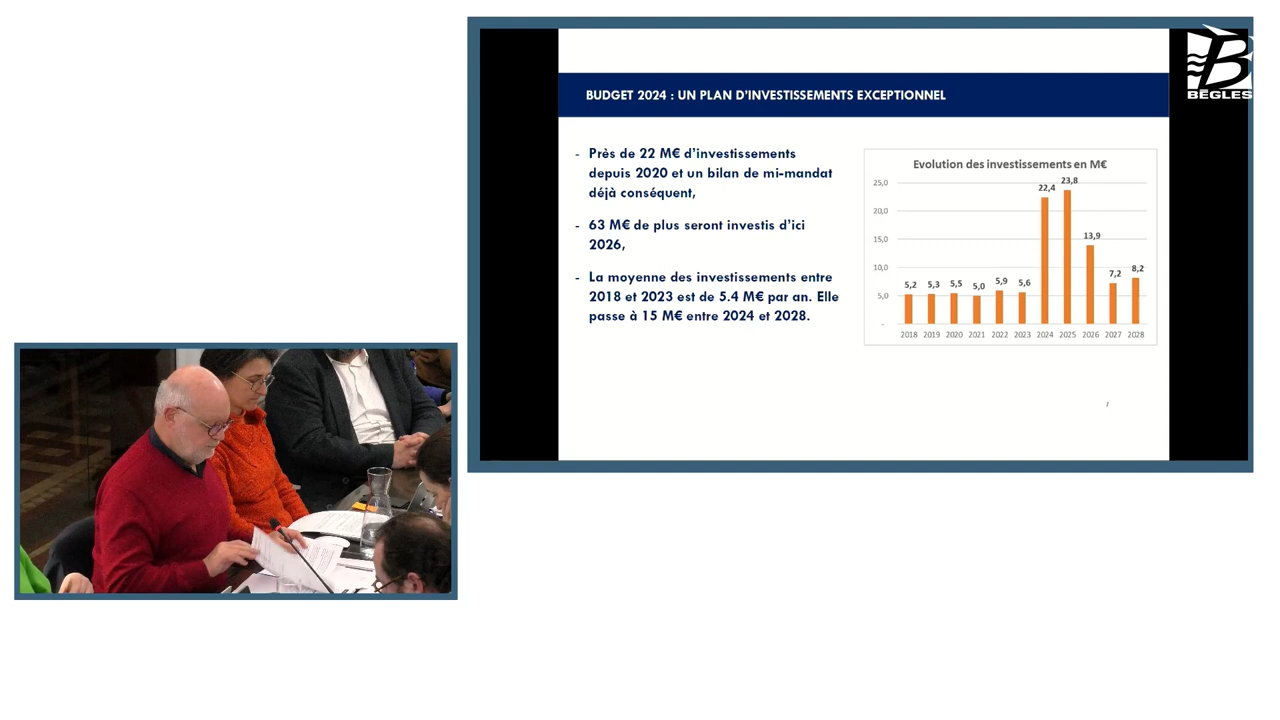 BUDGET 2024 : UN PLAN D'INVESTISSEMENTS EXCEPTIONNEL
BÈGLES
- Près de 22 M€ d'investissements
depuis 2020 et un bilan de mi-mandat
déjà conséquent,
- 63 M€ de plus seront investis d'ici
2026,
- La moyenne des investissements entre
2018 et 2023 est de 5.4 M€ par an. Elle
passe à 15 M€ entre 2024 et 2028.
Evolution des investissements en M€
25,0
20,0
15,0
10,0
5,0
-
5,2 5,3 5,5 5,0 5,9 5,6 22,4 23,8 13,9 7,2 8,2
2018 2019 2020 2021 2022 2023 2024 2025 2026 2027 2028